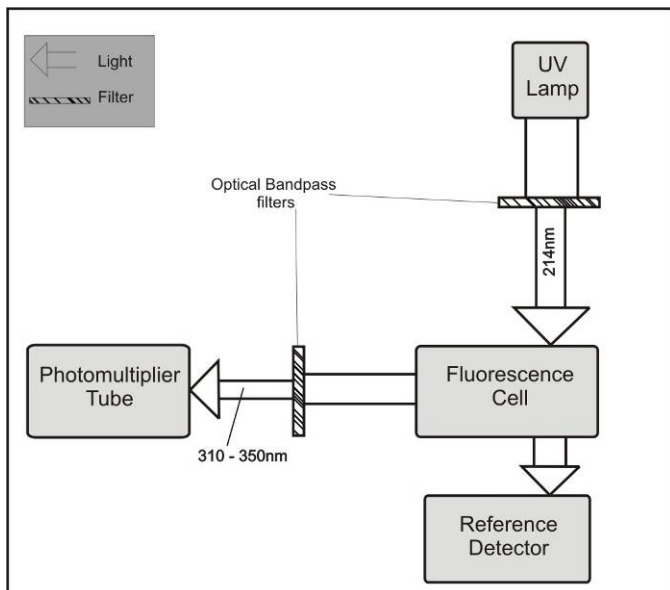 Light
Filter
UV
Lamp
Optical Bandpass
filters
214nm
Photomultiplier
Tube
Fluorescence
Cell
310 - 350nm
Reference
Detector